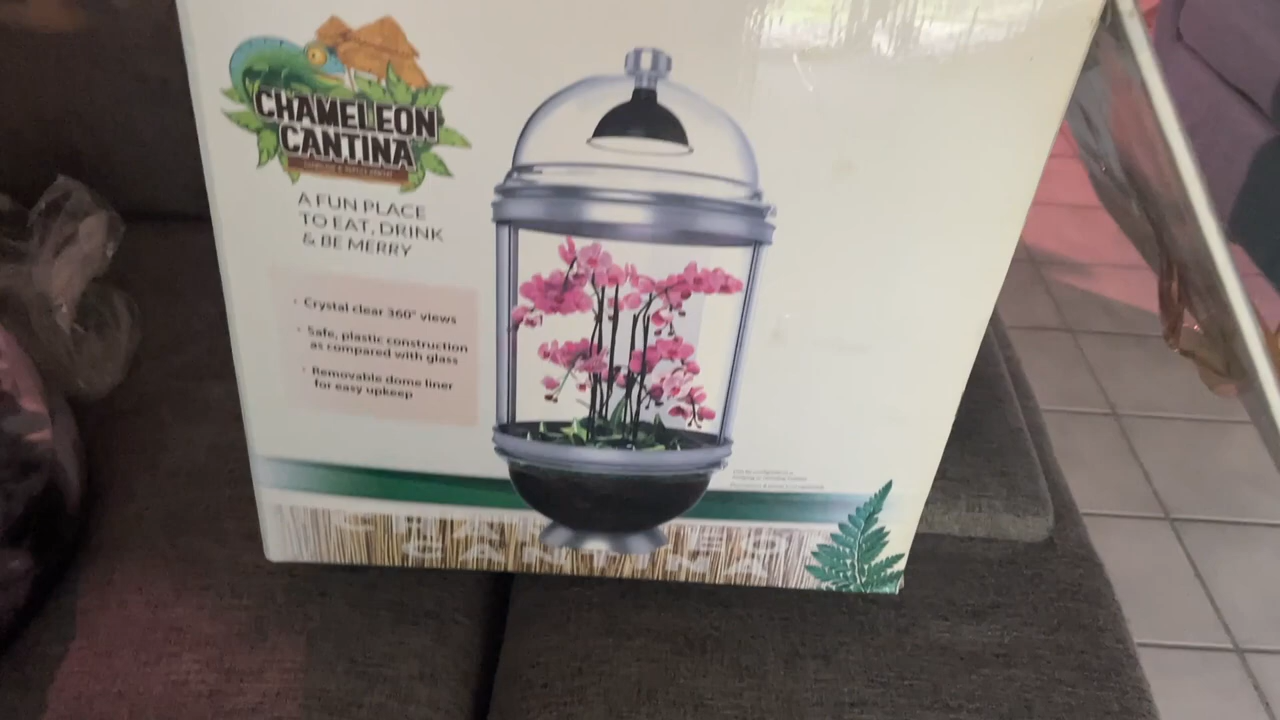 CHAMELEON
CANTINA
A FUN PLACE
TO EAT, DRINK
& BE MERRY
· Crystal clear 360° views
· Safe, plastic construction
as compared with glass
· Removable dome liner
for easy upkeep
CANTINA